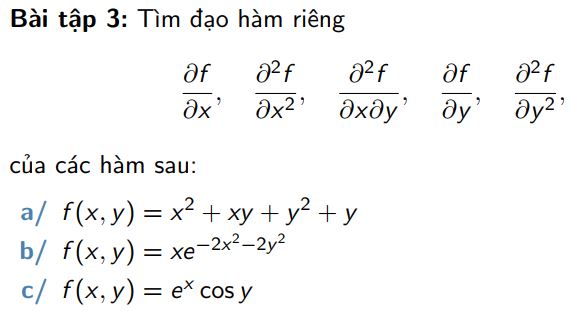 Bài tập 3: Tìm đạo hàm riêng
∂f/∂x, ∂²f/∂x², ∂²f/∂x∂y, ∂f/∂y, ∂²f/∂y²,
của các hàm sau:
a/ f(x, y) = x² + xy + y² + y
b/ f(x, y) = xe^{−2x²−2y²}
c/ f(x, y) = eˣ cos y